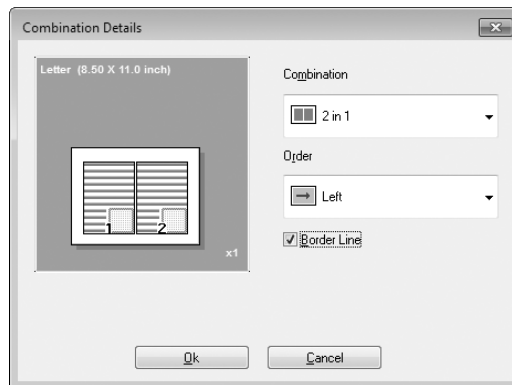 Combination Details
Letter (8.50 X 11.0 inch)
1 2
x1
Combination
2 in 1
Order
Left
Border Line
Ok
Cancel